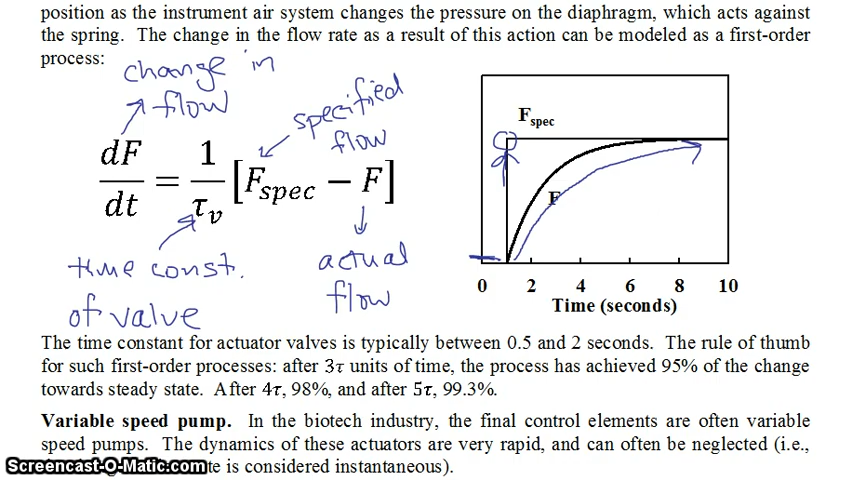 position as the instrument air system changes the pressure on the diaphragm, which acts against
the spring. The change in the flow rate as a result of this action can be modeled as a first-order
process:
change in
flow
specified
flow
dF/dt = 1/τv [Fspec − F]
time const.
of valve
actual
flow
Fspec
F
0 2 4 6 8 10
Time (seconds)
The time constant for actuator valves is typically between 0.5 and 2 seconds. The rule of thumb
for such first-order processes: after 3τ units of time, the process has achieved 95% of the change
towards steady state. After 4τ, 98%, and after 5τ, 99.3%.
Variable speed pump. In the biotech industry, the final control elements are often variable
speed pumps. The dynamics of these actuators are very rapid, and can often be neglected (i.e.,
Screencast-O-Matic.com te is considered instantaneous).